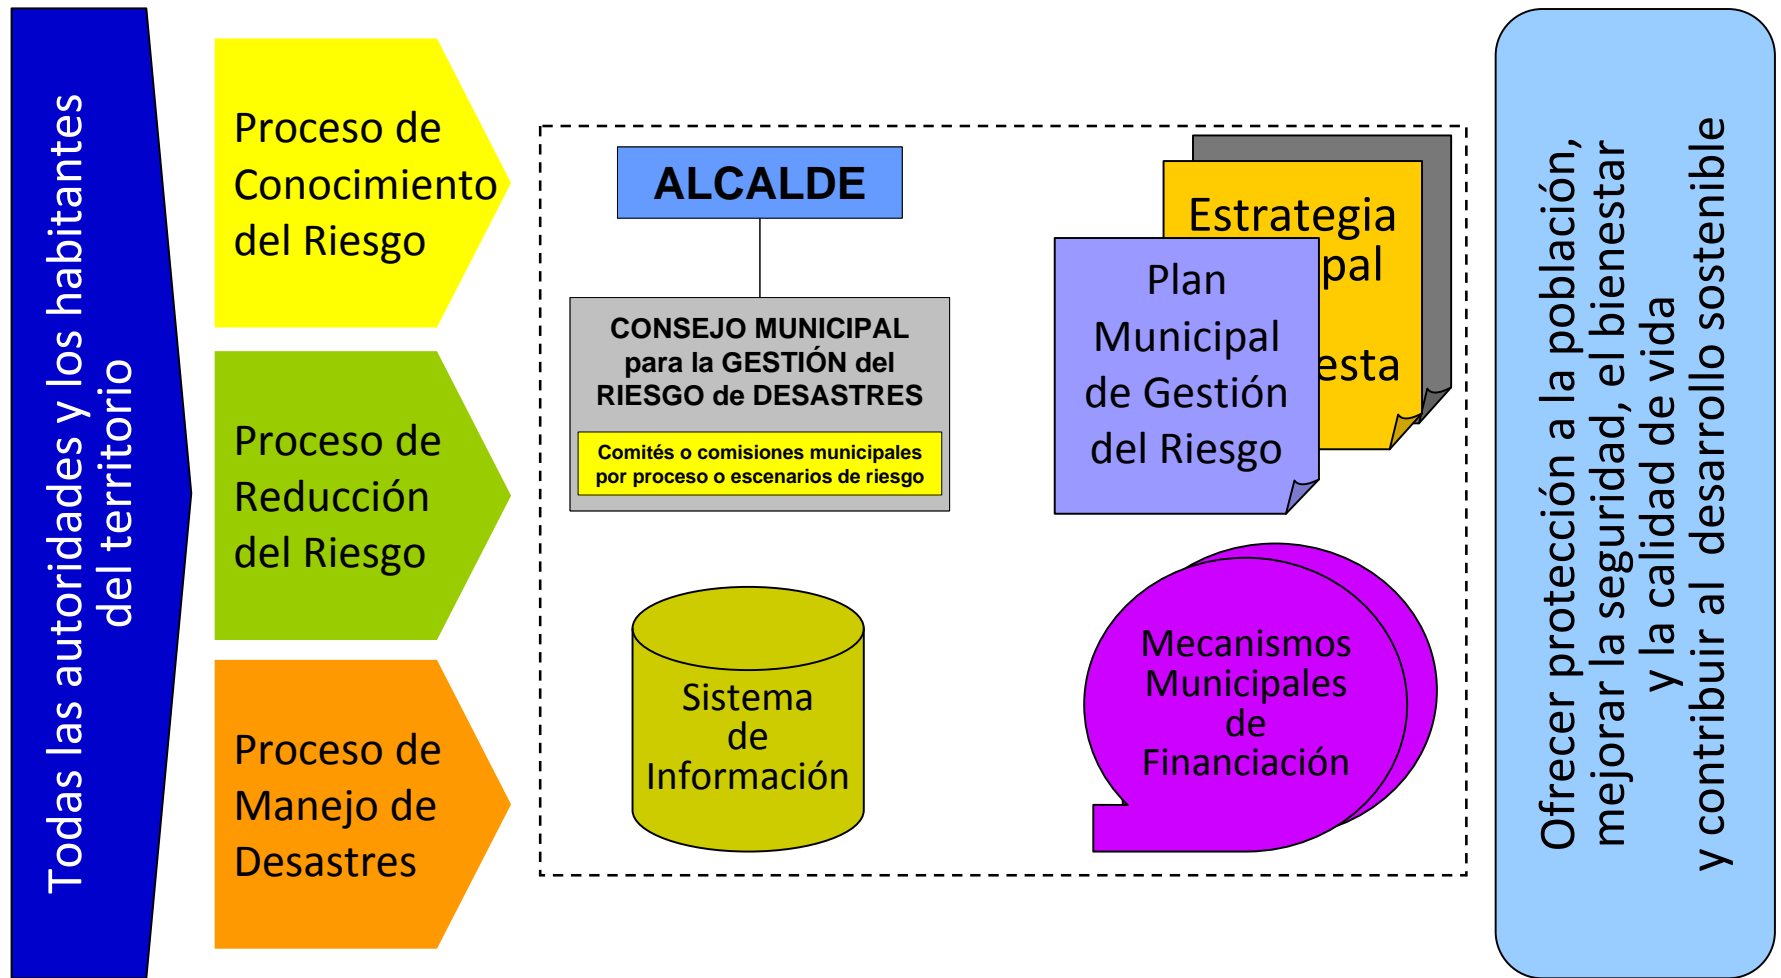 Todas las autoridades y los habitantes
del territorio
Proceso de
Conocimiento
del Riesgo
Proceso de
Reducción
del Riesgo
Proceso de
Manejo de
Desastres
ALCALDE
CONSEJO MUNICIPAL
para la GESTIÓN del
RIESGO de DESASTRES
Comités o comisiones municipales
por proceso o escenarios de riesgo
Estrategia
Plan
Municipal
de Gestión
del Riesgo
Sistema
de
Información
Mecanismos
Municipales
de
Financiación
Ofrecer protección a la población,
mejorar la seguridad, el bienestar
y la calidad de vida
y contribuir al desarrollo sostenible